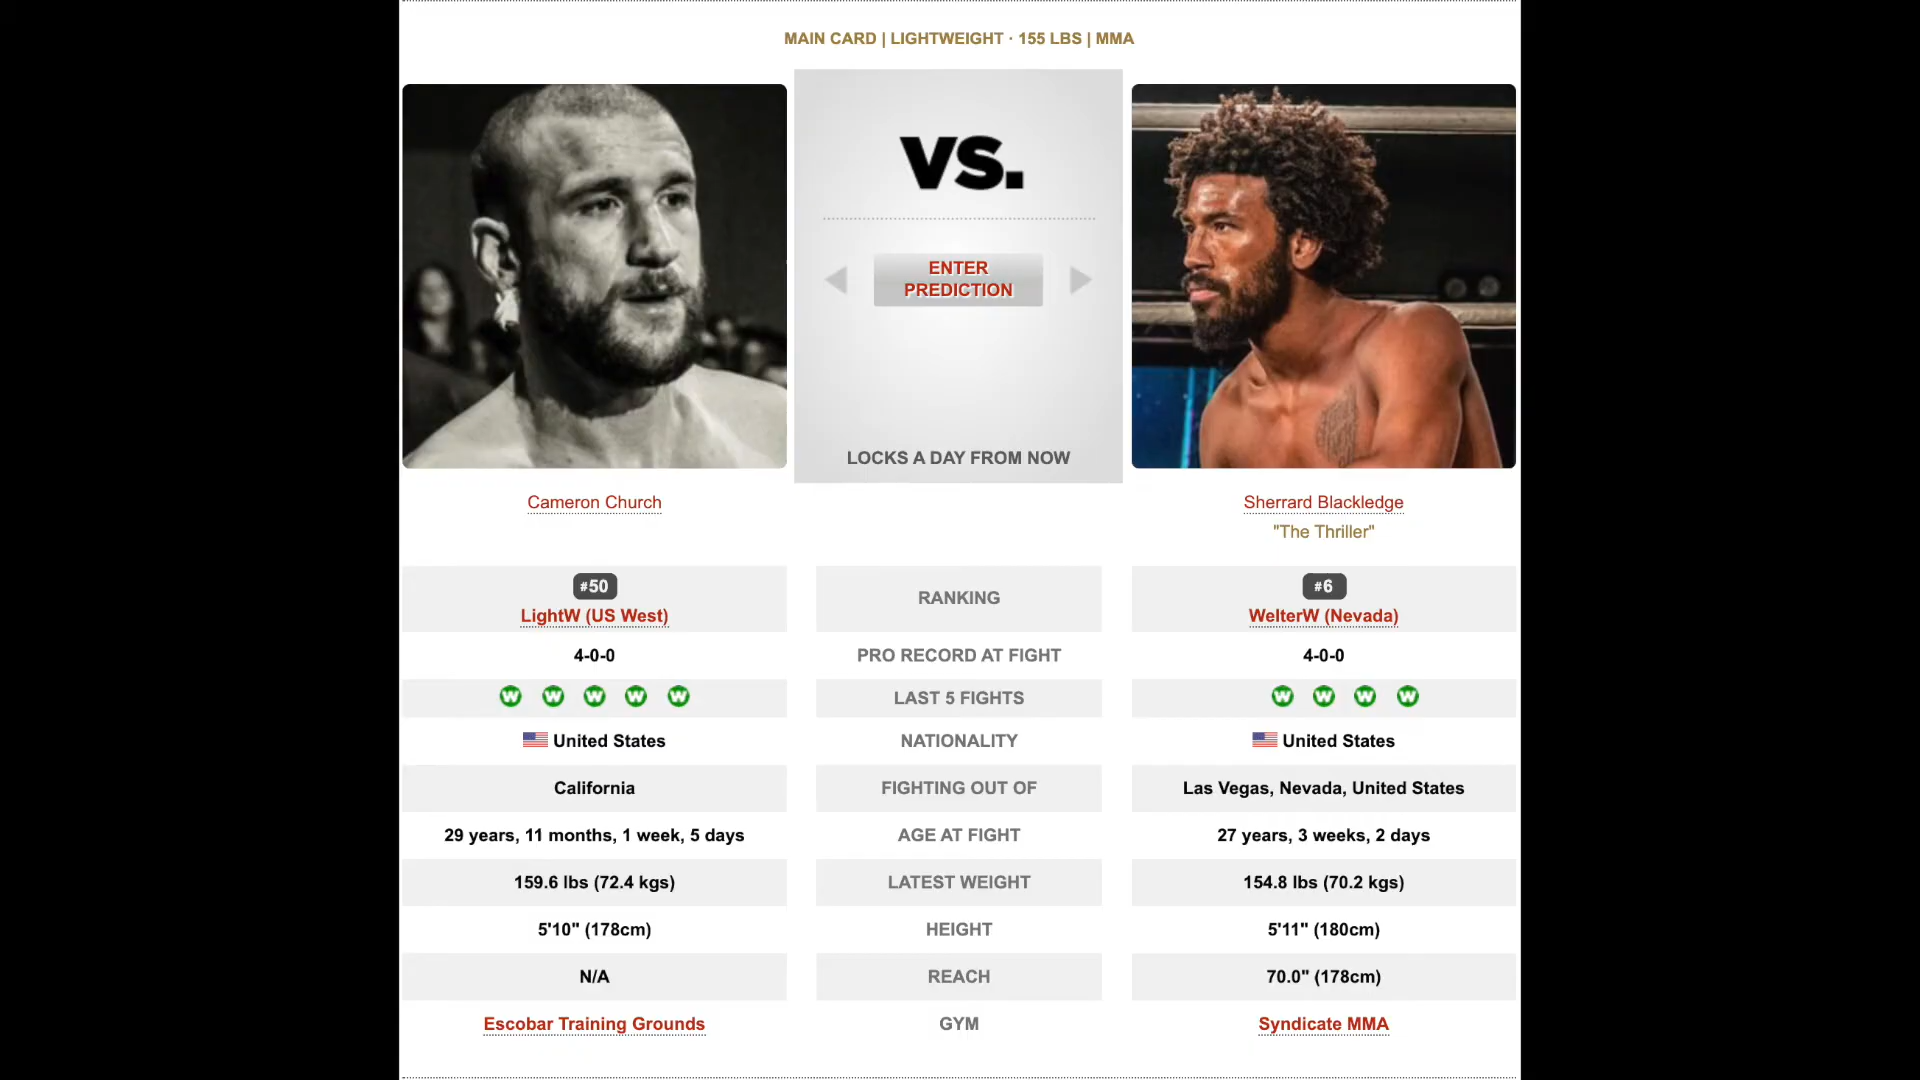 MAIN CARD | LIGHTWEIGHT · 155 LBS | MMA
VS.
ENTER
PREDICTION
LOCKS A DAY FROM NOW
Cameron Church
Sherrard Blackledge
"The Thriller"
#50
LightW (US West)
RANKING
#6
WelterW (Nevada)
4-0-0 PRO RECORD AT FIGHT 4-0-0
W W W W W LAST 5 FIGHTS W W W W
United States NATIONALITY United States
California FIGHTING OUT OF Las Vegas, Nevada, United States
29 years, 11 months, 1 week, 5 days AGE AT FIGHT 27 years, 3 weeks, 2 days
159.6 lbs (72.4 kgs) LATEST WEIGHT 154.8 lbs (70.2 kgs)
5'10" (178cm) HEIGHT 5'11" (180cm)
N/A REACH 70.0" (178cm)
Escobar Training Grounds GYM Syndicate MMA